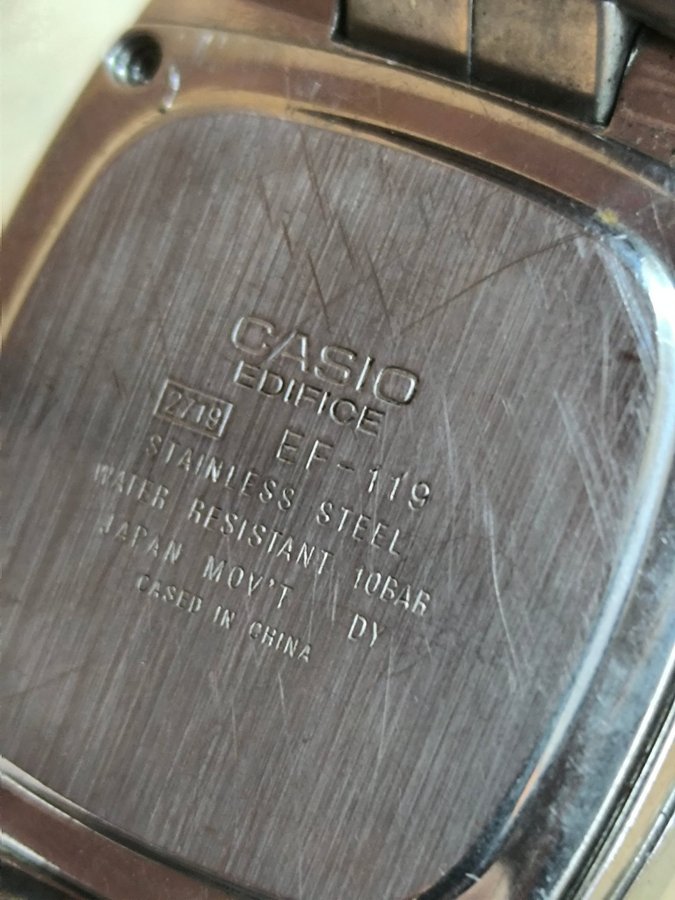 CASIO
EDIFICE
2719 EF-119
STAINLESS STEEL
WATER RESISTANT 10BAR
JAPAN MOV'T DY
CASED IN CHINA